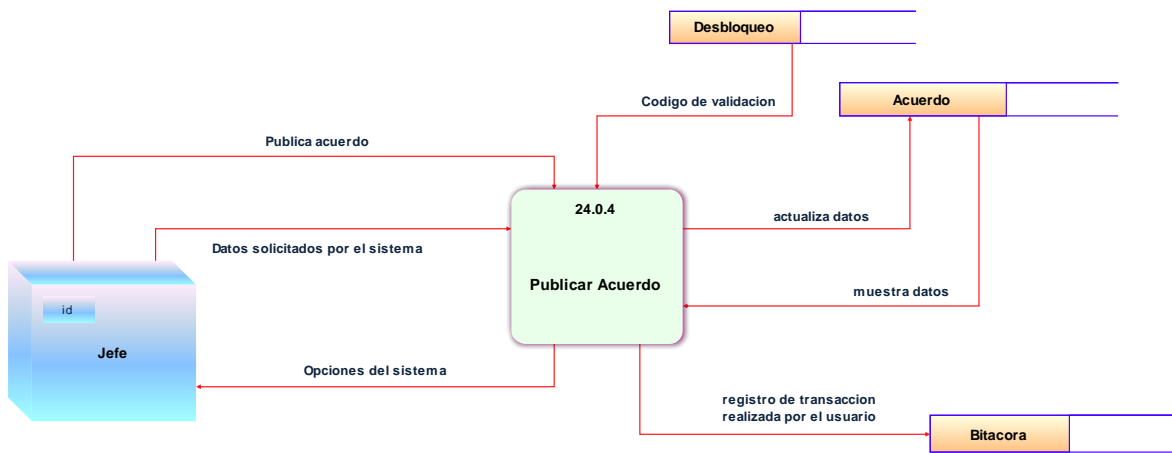 Desbloqueo
Codigo de validacion
Acuerdo
Publica acuerdo
24.0.4
actualiza datos
Datos solicitados por el sistema
Publicar Acuerdo
muestra datos
id
Jefe
Opciones del sistema
registro de transaccion
realizada por el usuario
Bitacora